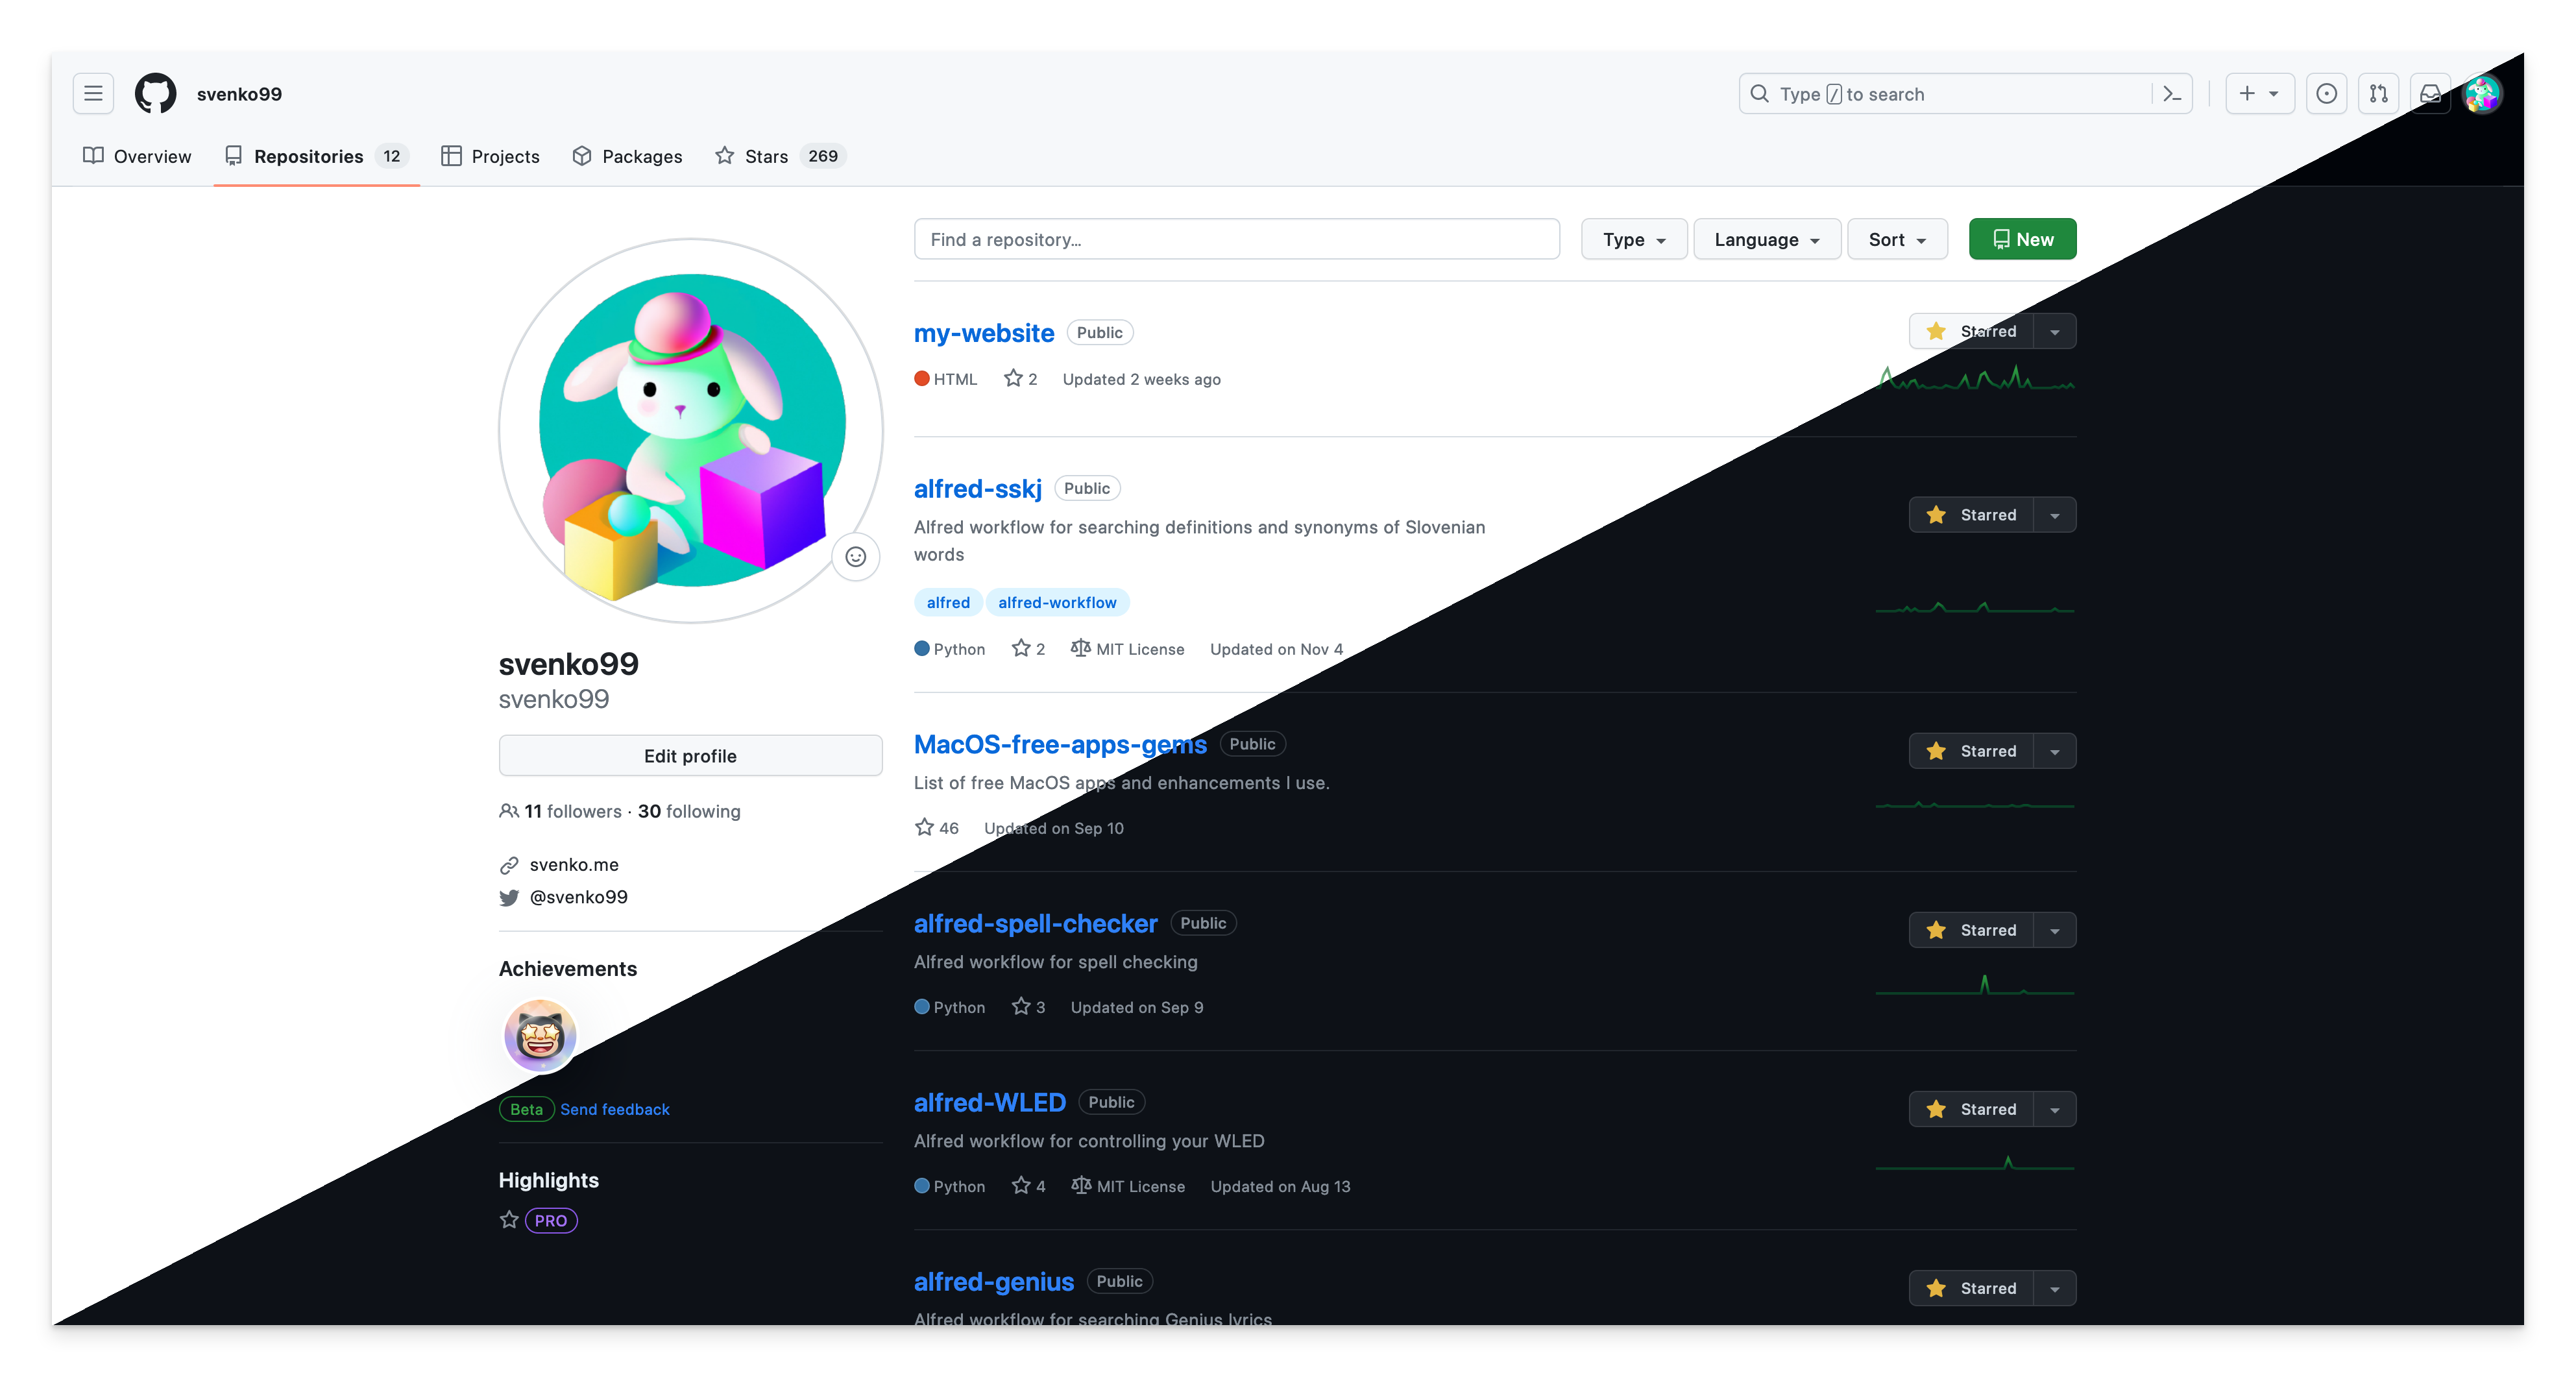 svenko99
Type / to search
Overview
Repositories 12
Projects
Packages
Stars 269
Find a repository…
Type
Language
Sort
New
svenko99
svenko99
Edit profile
11 followers · 30 following
svenko.me
@svenko99
Achievements
Beta Send feedback
Highlights
PRO
my-website Public
Starred
HTML 2 Updated 2 weeks ago
alfred-sskj Public
Starred
Alfred workflow for searching definitions and synonyms of Slovenian
words
alfred alfred-workflow
Python 2 MIT License Updated on Nov 4
MacOS-free-apps-gems Public
Starred
List of free MacOS apps and enhancements I use.
46 Updated on Sep 10
alfred-spell-checker Public
Starred
Alfred workflow for spell checking
Python 3 Updated on Sep 9
alfred-WLED Public
Starred
Alfred workflow for controlling your WLED
Python 4 MIT License Updated on Aug 13
alfred-genius Public
Starred
Alfred workflow for searching Genius lyrics